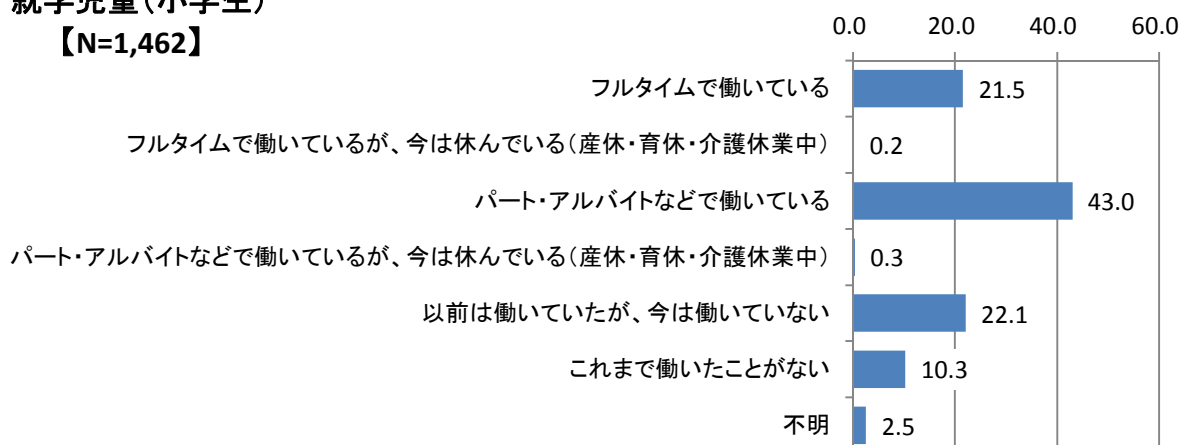 就学児童(小学生)
【N=1,462】
0.0 20.0 40.0 60.0
フルタイムで働いている 21.5
フルタイムで働いているが、今は休んでいる(産休・育休・介護休業中) 0.2
パート・アルバイトなどで働いている 43.0
パート・アルバイトなどで働いているが、今は休んでいる(産休・育休・介護休業中) 0.3
以前は働いていたが、今は働いていない 22.1
これまで働いたことがない 10.3
不明 2.5